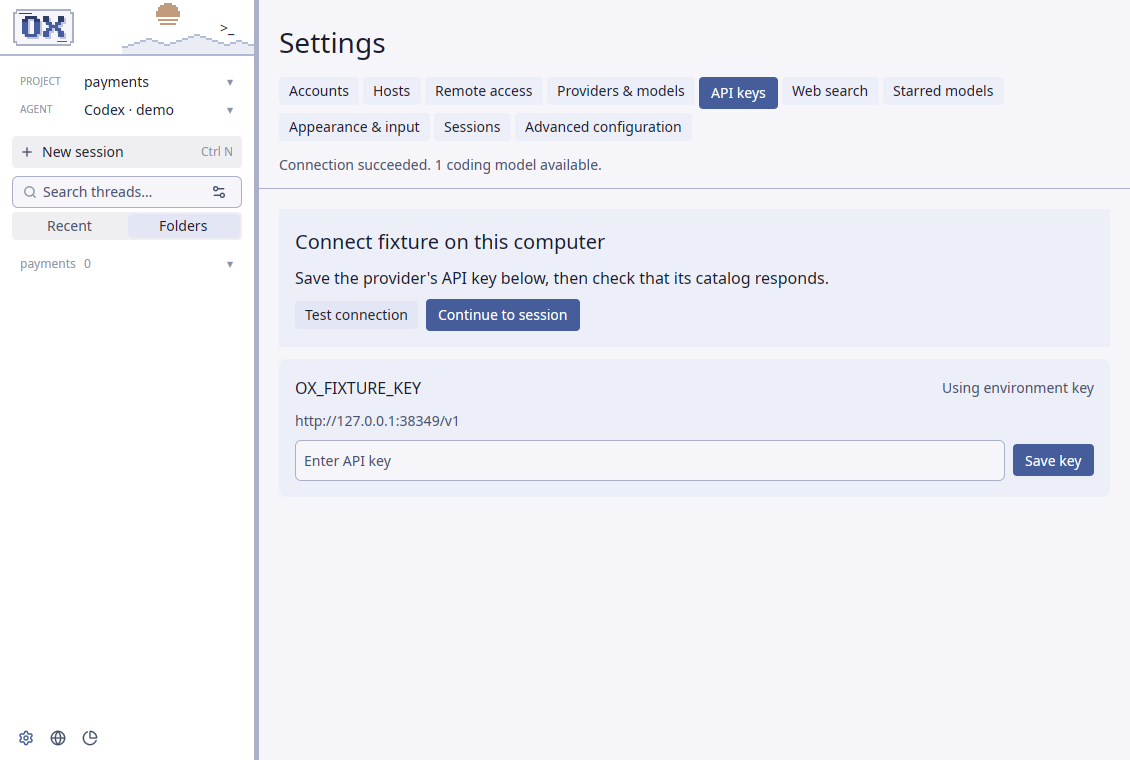 OX
>_
PROJECT payments ▼
AGENT Codex · demo ▼
+ New session Ctrl N
Search threads...
Recent Folders
payments 0 ▼
Settings
Accounts Hosts Remote access Providers & models API keys Web search Starred models
Appearance & input Sessions Advanced configuration
Connection succeeded. 1 coding model available.
Connect fixture on this computer
Save the provider's API key below, then check that its catalog responds.
Test connection Continue to session
OX_FIXTURE_KEY Using environment key
http://127.0.0.1:38349/v1
Enter API key Save key